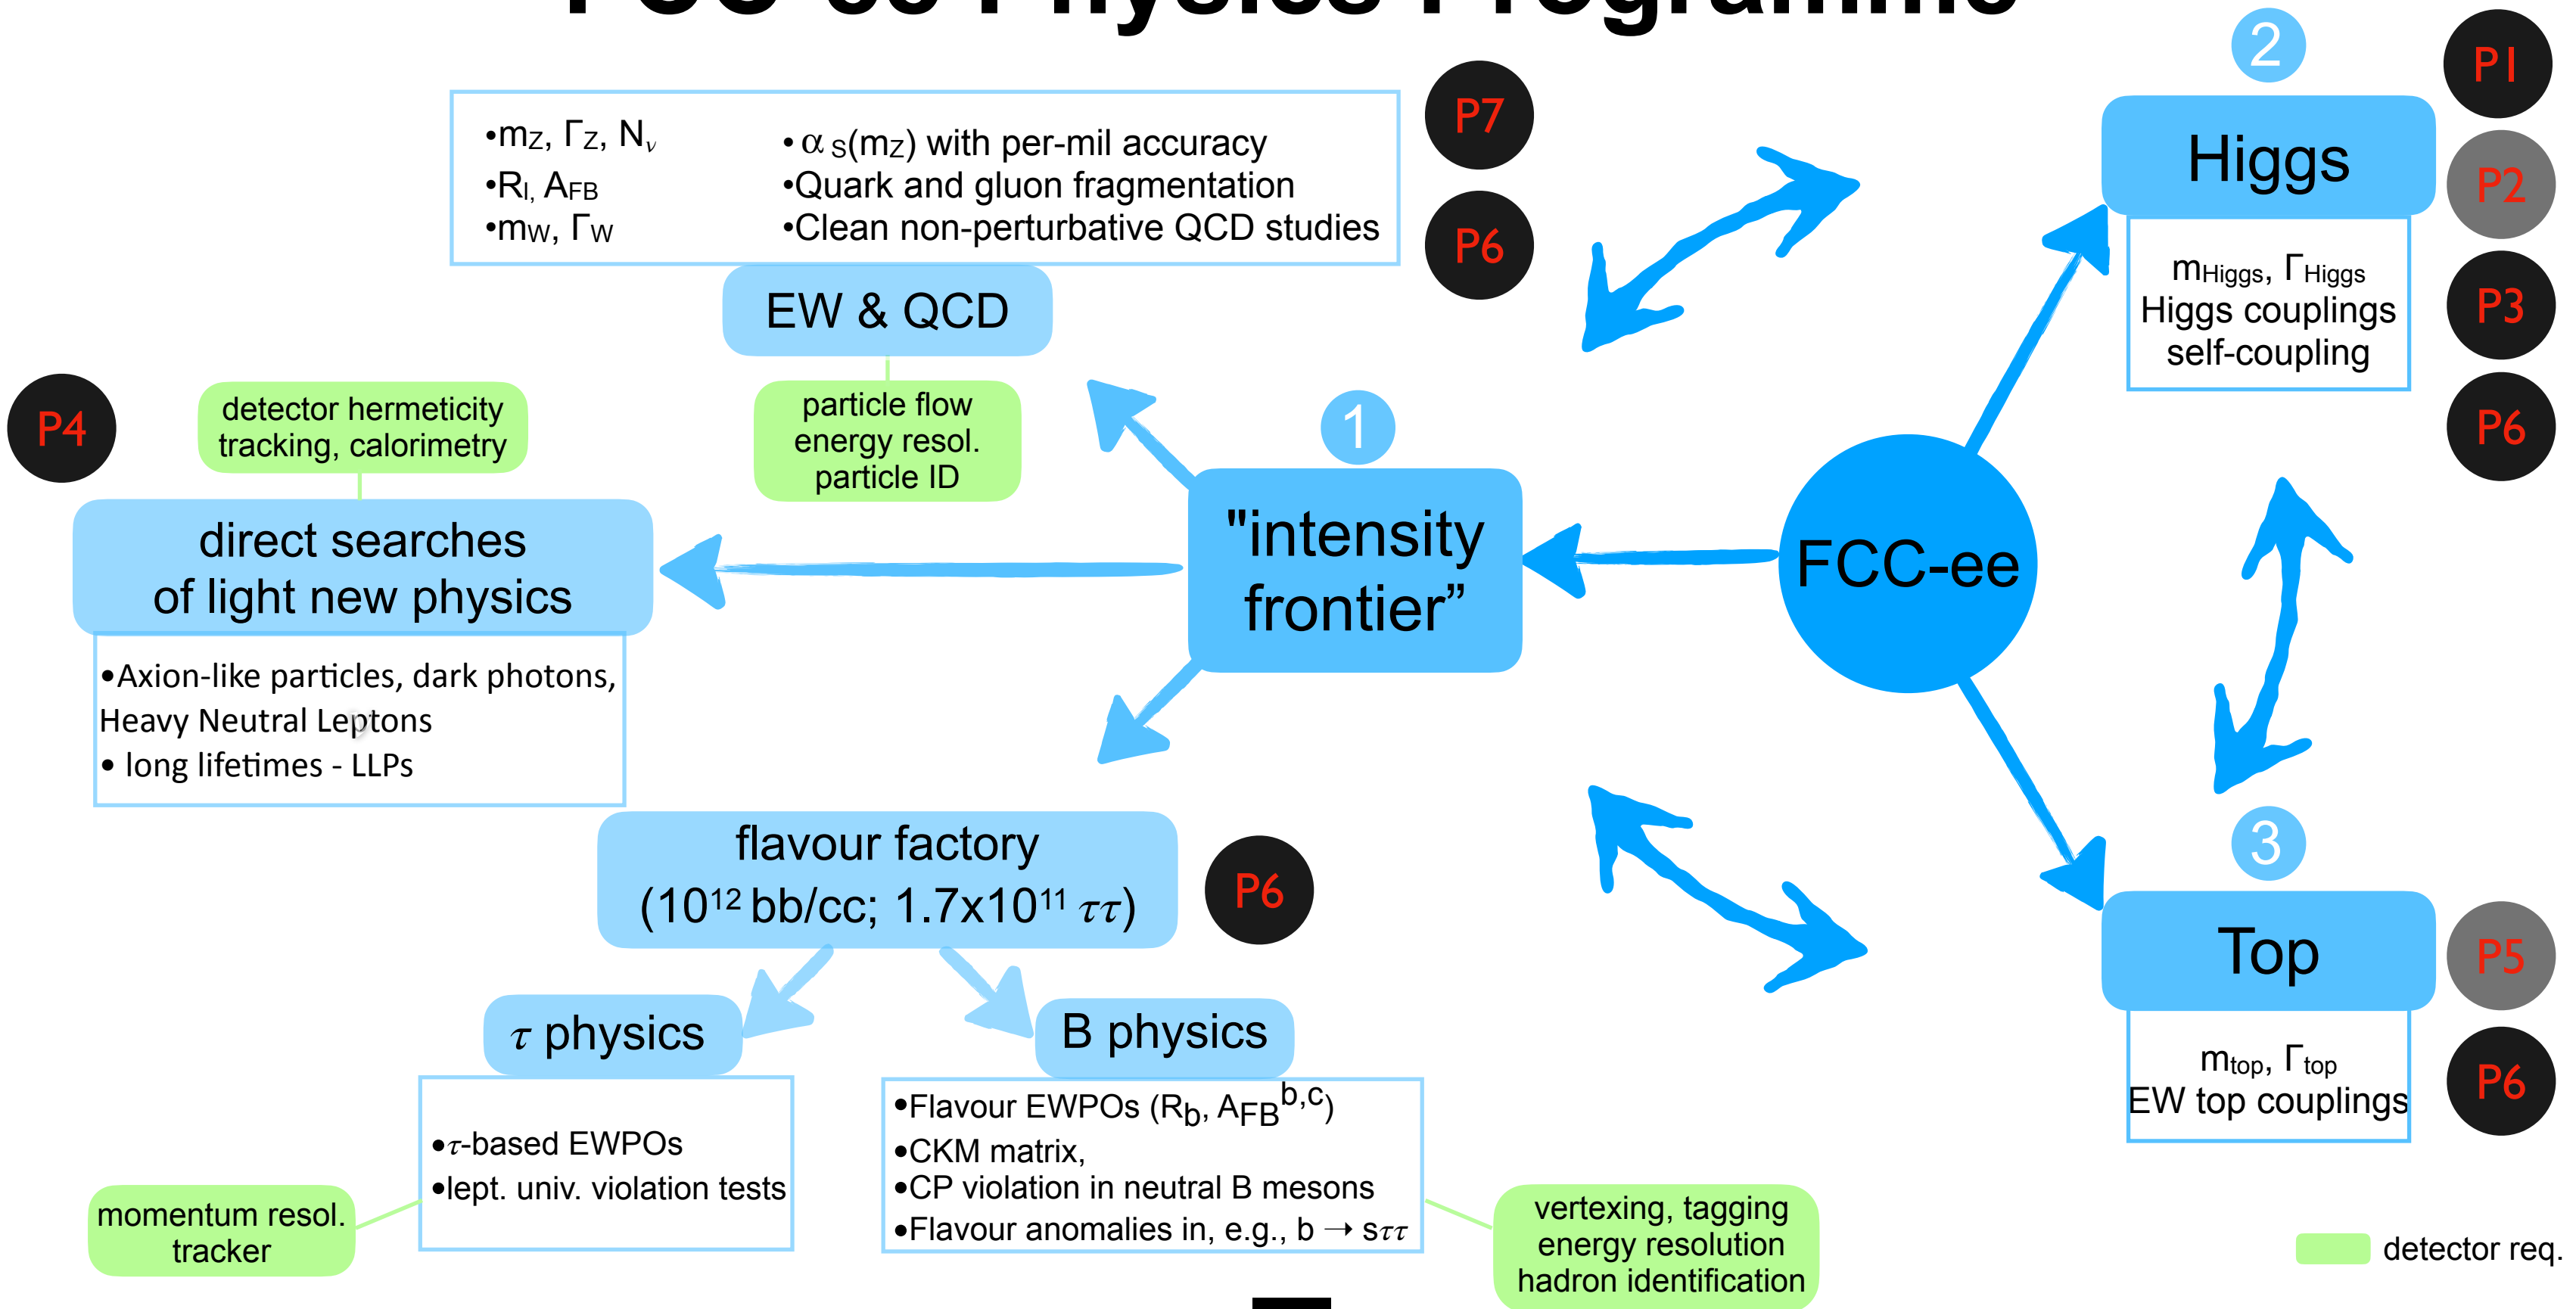 FCC-ee Physics Programme
•mZ, ΓZ, Nν
•Rl, AFB
•mW, ΓW
•αS(mZ) with per-mil accuracy
•Quark and gluon fragmentation
•Clean non-perturbative QCD studies
P7
P6
EW & QCD
particle flow
energy resol.
particle ID
2
P1
Higgs
P2
mHiggs, ΓHiggs
Higgs couplings
self-coupling
P3
P6
P4
detector hermeticity
tracking, calorimetry
direct searches
of light new physics
•Axion-like particles, dark photons,
Heavy Neutral Leptons
• long lifetimes - LLPs
1
"intensity
frontier”
FCC-ee
flavour factory
(10¹² bb/cc; 1.7x10¹¹ ττ)
P6
τ physics
•τ-based EWPOs
•lept. univ. violation tests
momentum resol.
tracker
B physics
•Flavour EWPOs (Rb, AFBb,c)
•CKM matrix,
•CP violation in neutral B mesons
•Flavour anomalies in, e.g., b → sττ
vertexing, tagging
energy resolution
hadron identification
3
Top
P5
mtop, Γtop
EW top couplings
P6
detector req.